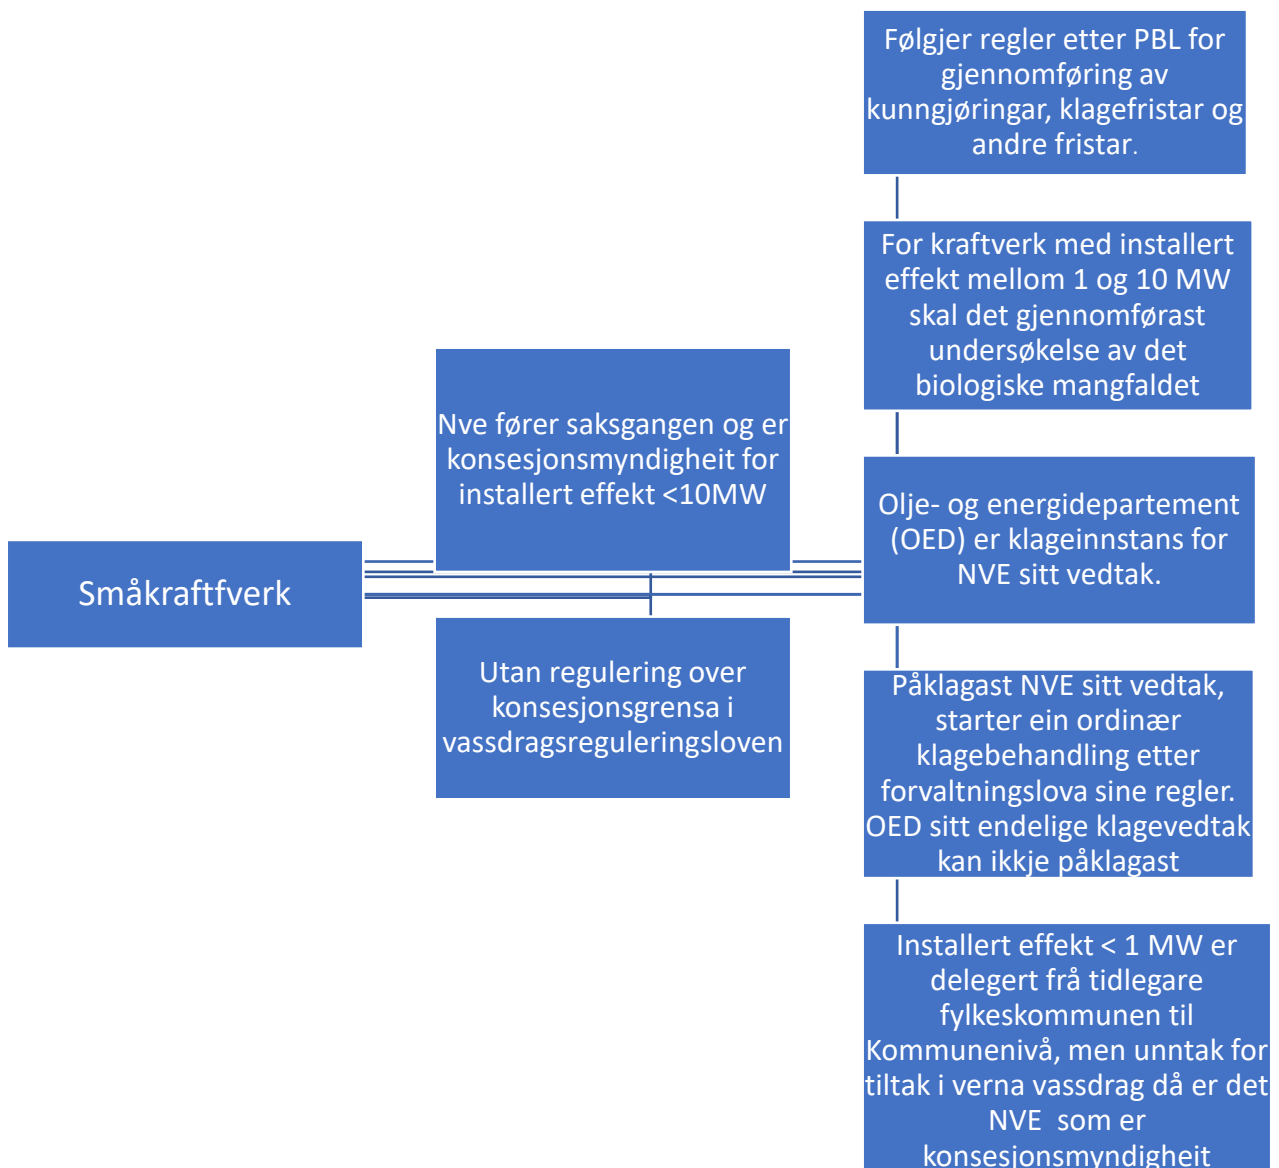 Småkraftfverk
Nve fører saksgangen og er
konsesjonsmyndigheit for
installert effekt <10MW
Utan regulering over
konsesjonsgrensa i
vassdragsreguleringsloven
Følgjer regler etter PBL for
gjennomføring av
kunngjøringar, klagefristar og
andre fristar.
For kraftverk med installert
effekt mellom 1 og 10 MW
skal det gjennomførast
undersøkelse av det
biologiske mangfaldet
Olje- og energidepartement
(OED) er klageinnstans for
NVE sitt vedtak.
Påklagast NVE sitt vedtak,
starter ein ordinær
klagebehandling etter
forvaltningslova sine regler.
OED sitt endelige klagevedtak
kan ikkje påklagast
Installert effekt < 1 MW er
delegert frå tidlegare
fylkeskommunen til
Kommunenivå, men unntak for
tiltak i verna vassdrag då er det
NVE som er
konsesjonsmyndigheit